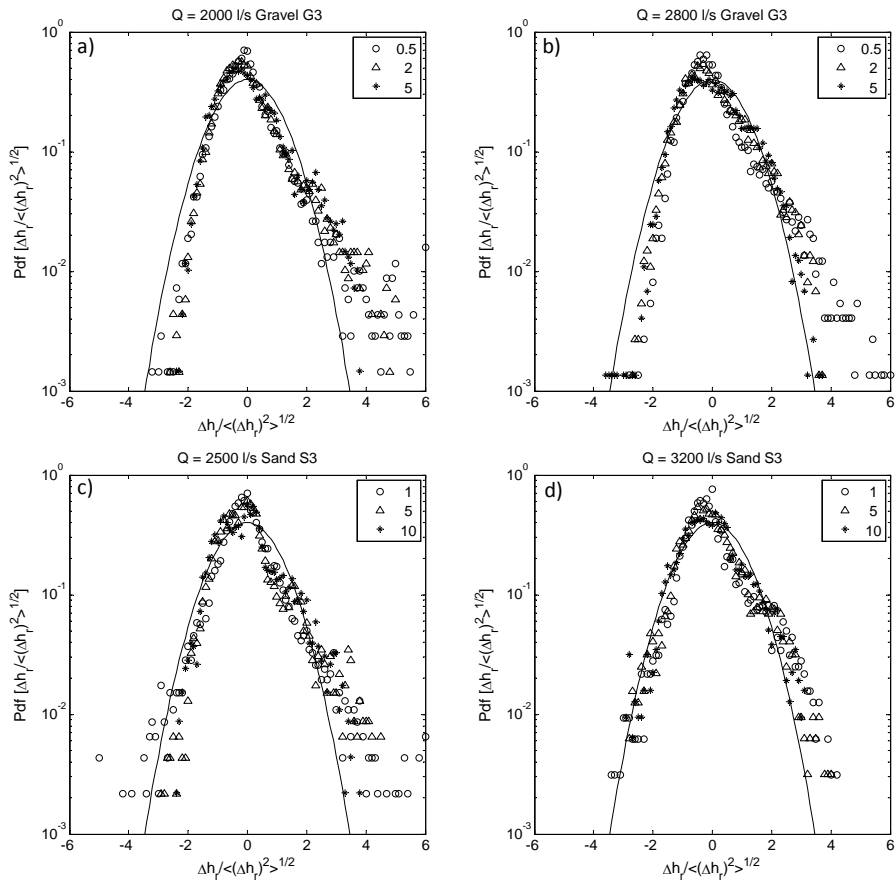 Q = 2000 l/s Gravel G3
a)
0.5
2
5
10^0
10^-1
10^-2
10^-3
Pdf [Δh_r/<(Δh_r)^2>^1/2]
-6 -4 -2 0 2 4 6
Δh_r/<(Δh_r)^2>^1/2
Q = 2800 l/s Gravel G3
b)
0.5
2
5
10^0
10^-1
10^-2
10^-3
Pdf [Δh_r/<(Δh_r)^2>^1/2]
-6 -4 -2 0 2 4 6
Δh_r/<(Δh_r)^2>^1/2
Q = 2500 l/s Sand S3
c)
1
5
10
10^0
10^-1
10^-2
10^-3
Pdf [Δh_r/<(Δh_r)^2>^1/2]
-6 -4 -2 0 2 4 6
Δh_r/<(Δh_r)^2>^1/2
Q = 3200 l/s Sand S3
d)
1
5
10
10^0
10^-1
10^-2
10^-3
Pdf [Δh_r/<(Δh_r)^2>^1/2]
-6 -4 -2 0 2 4 6
Δh_r/<(Δh_r)^2>^1/2